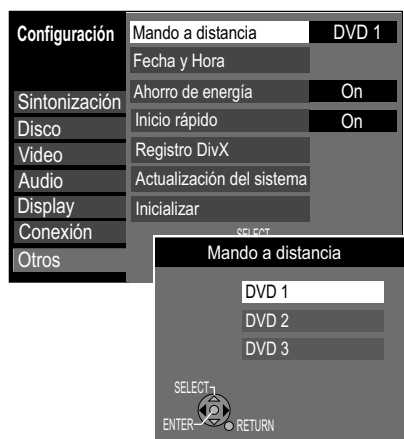 Configuración
Mando a distancia DVD 1
Fecha y Hora
Ahorro de energía On
Inicio rápido On
Registro DivX
Actualización del sistema
Inicializar
Sintonización
Disco
Video
Audio
Display
Conexión
Otros
SELECT
Mando a distancia
DVD 1
DVD 2
DVD 3
SELECT
ENTER
RETURN